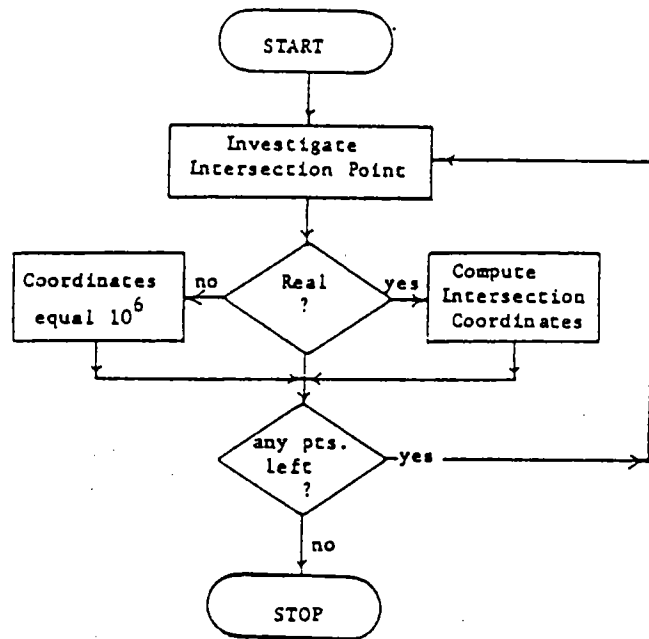 START
Investigate
Intersection Point
Coordinates
equal 10^6
no
Real
?
yes
Compute
Intersection
Coordinates
any pts.
left
?
yes
no
STOP